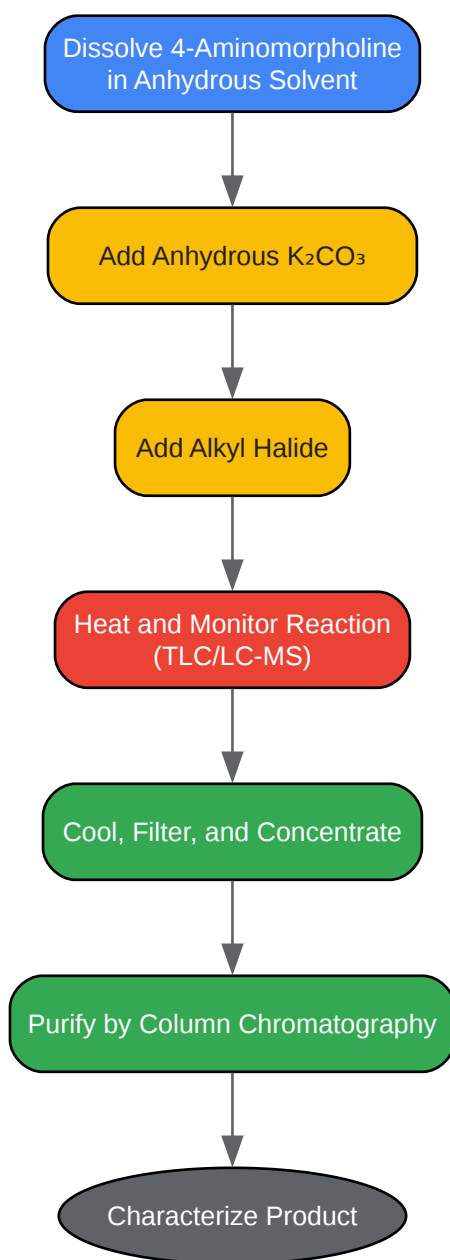 Dissolve 4-Aminomorpholine
in Anhydrous Solvent
Add Anhydrous K₂CO₃
Add Alkyl Halide
Heat and Monitor Reaction
(TLC/LC-MS)
Cool, Filter, and Concentrate
Purify by Column Chromatography
Characterize Product